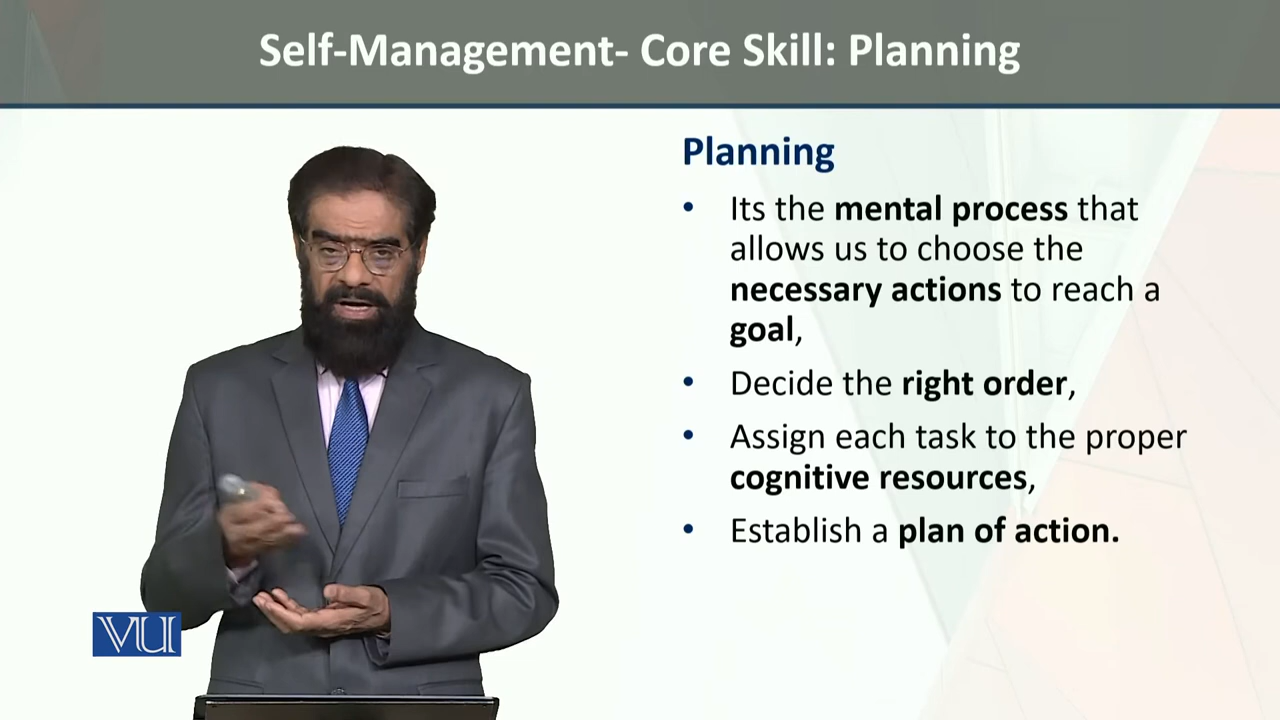 Self-Management- Core Skill: Planning
Planning
• Its the mental process that
allows us to choose the
necessary actions to reach a
goal,
• Decide the right order,
• Assign each task to the proper
cognitive resources,
• Establish a plan of action.
VU